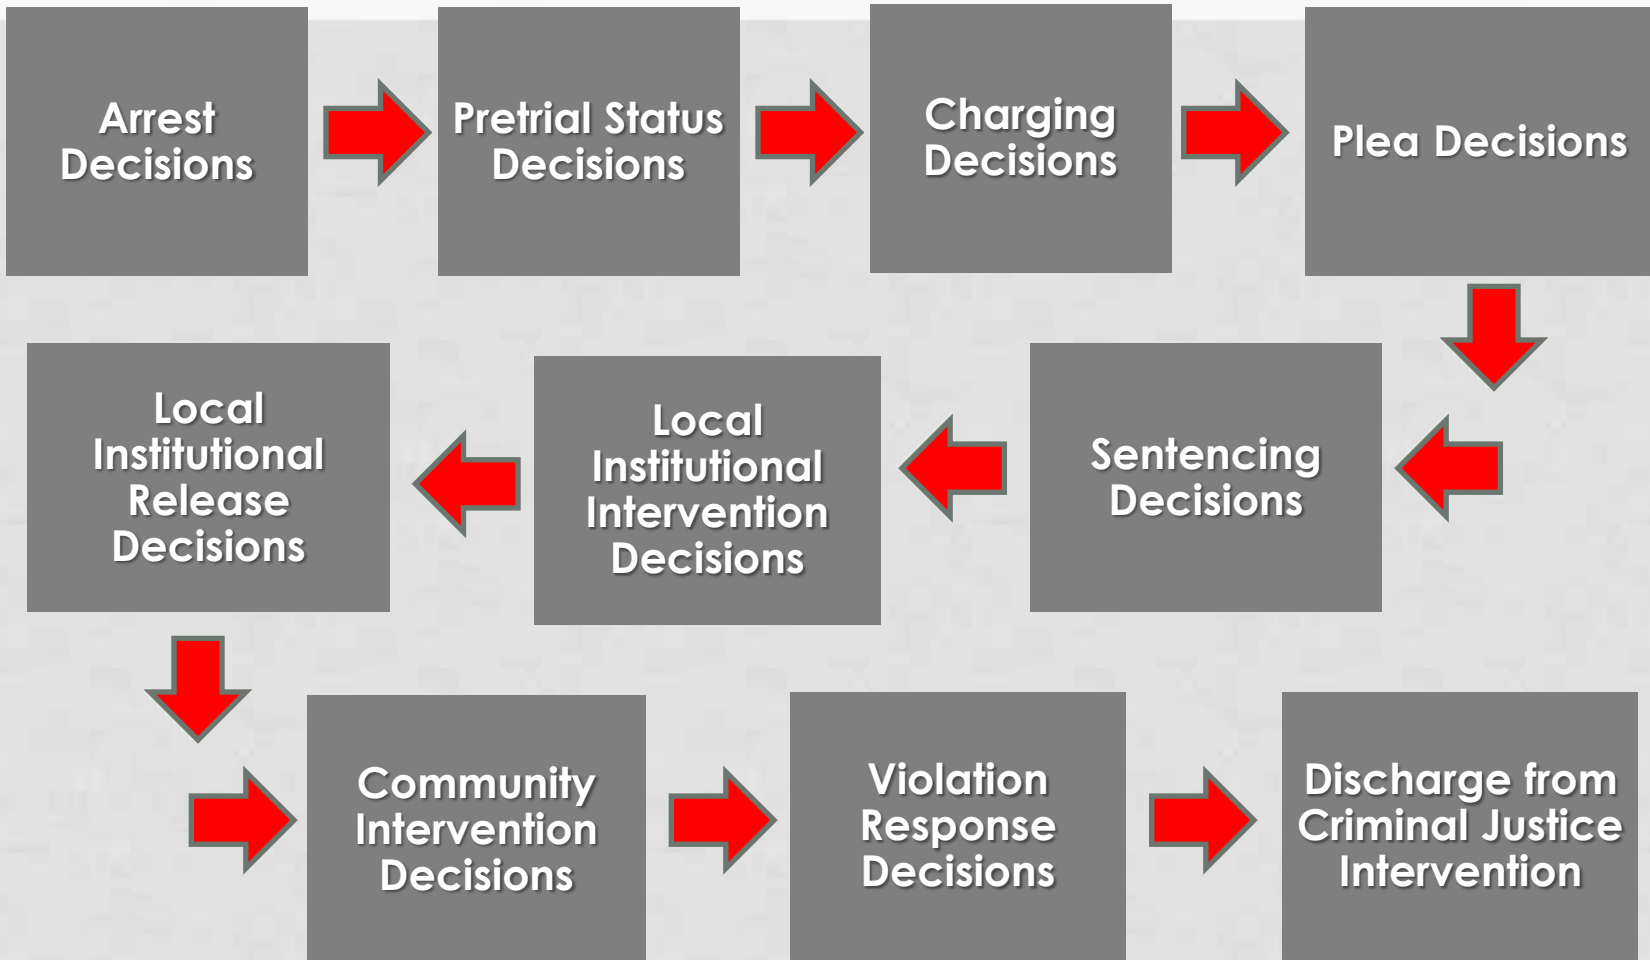 Arrest
Decisions
Pretrial Status
Decisions
Charging
Decisions
Plea Decisions
Sentencing
Decisions
Local
Institutional
Intervention
Decisions
Local
Institutional
Release
Decisions
Community
Intervention
Decisions
Violation
Response
Decisions
Discharge from
Criminal Justice
Intervention